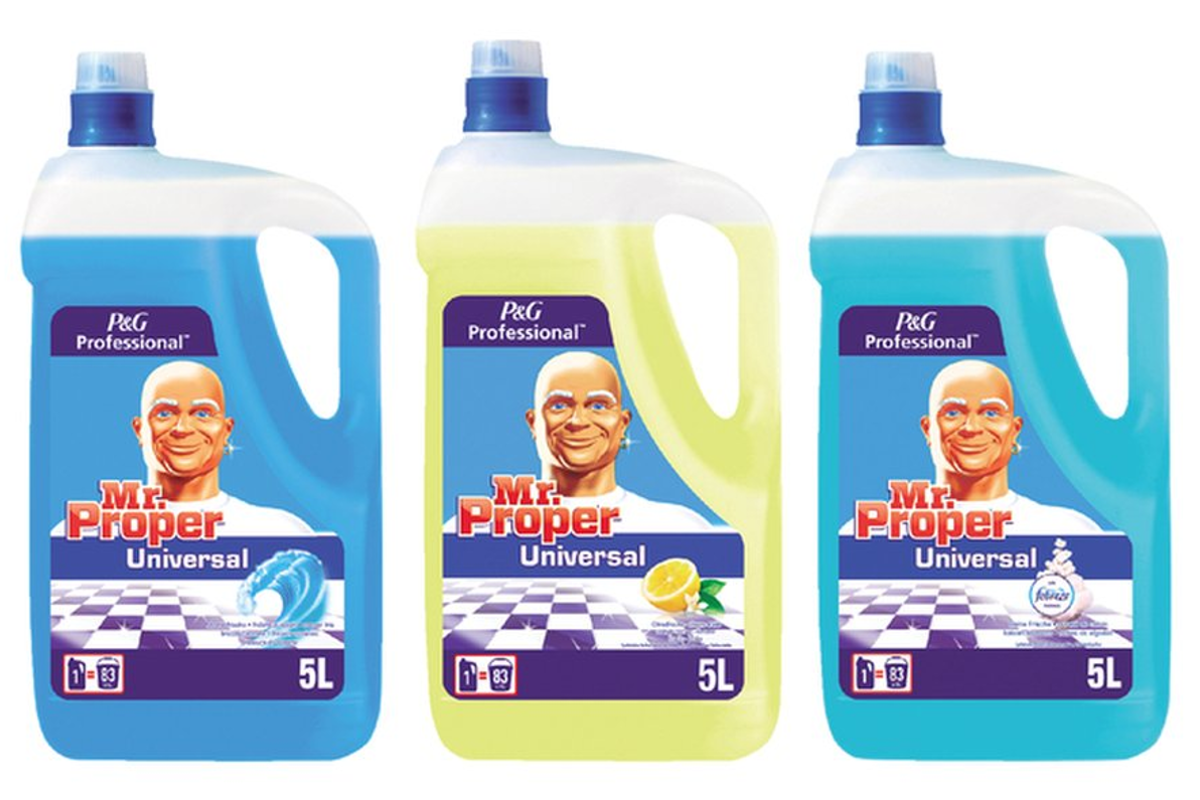 P&G
Professional™
Mr.
Proper
Universal
1 = 83
5L
P&G
Professional™
Mr.
Proper
Universal
1 = 83
5L
P&G
Professional™
Mr.
Proper
Universal
febreze
1 = 83
5L